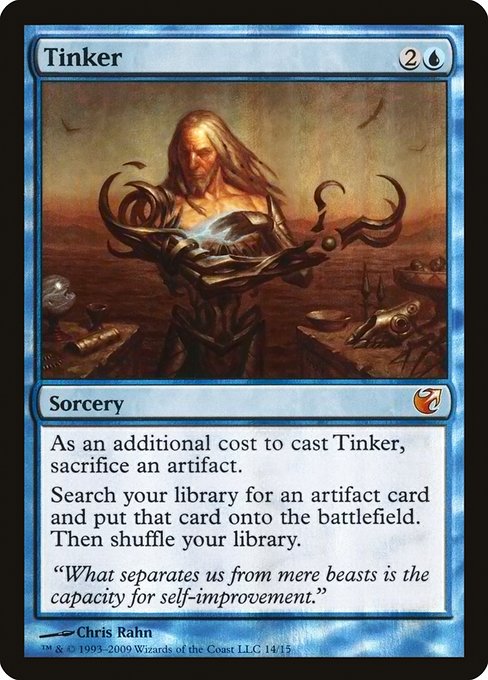 Tinker 2
Sorcery
As an additional cost to cast Tinker,
sacrifice an artifact.
Search your library for an artifact card
and put that card onto the battlefield.
Then shuffle your library.
“What separates us from mere beasts is the
capacity for self-improvement.”
Chris Rahn
™ & © 1993–2009 Wizards of the Coast LLC 14/15